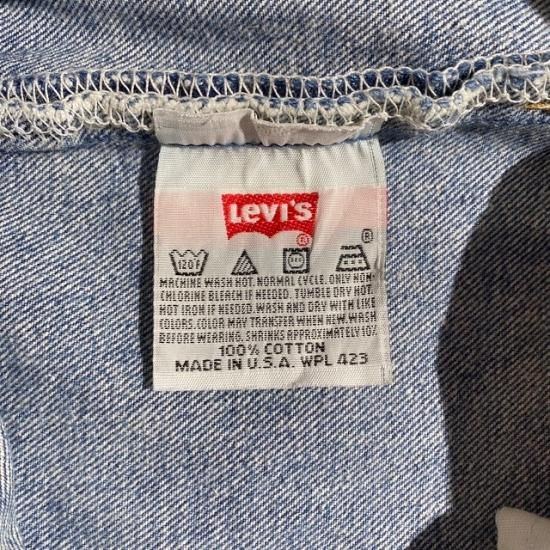 LEVI'S
®
®
120F
MACHINE WASH HOT. NORMAL CYCLE. ONLY NON-
CHLORINE BLEACH IF NEEDED. TUMBLE DRY HOT.
HOT IRON IF NEEDED. WASH AND DRY WITH LIKE
COLORS. COLOR MAY TRANSFER WHEN NEW. WASH
BEFORE WEARING. SHRINKS APPROXIMATELY 10%
100% COTTON
MADE IN U.S.A. WPL 423